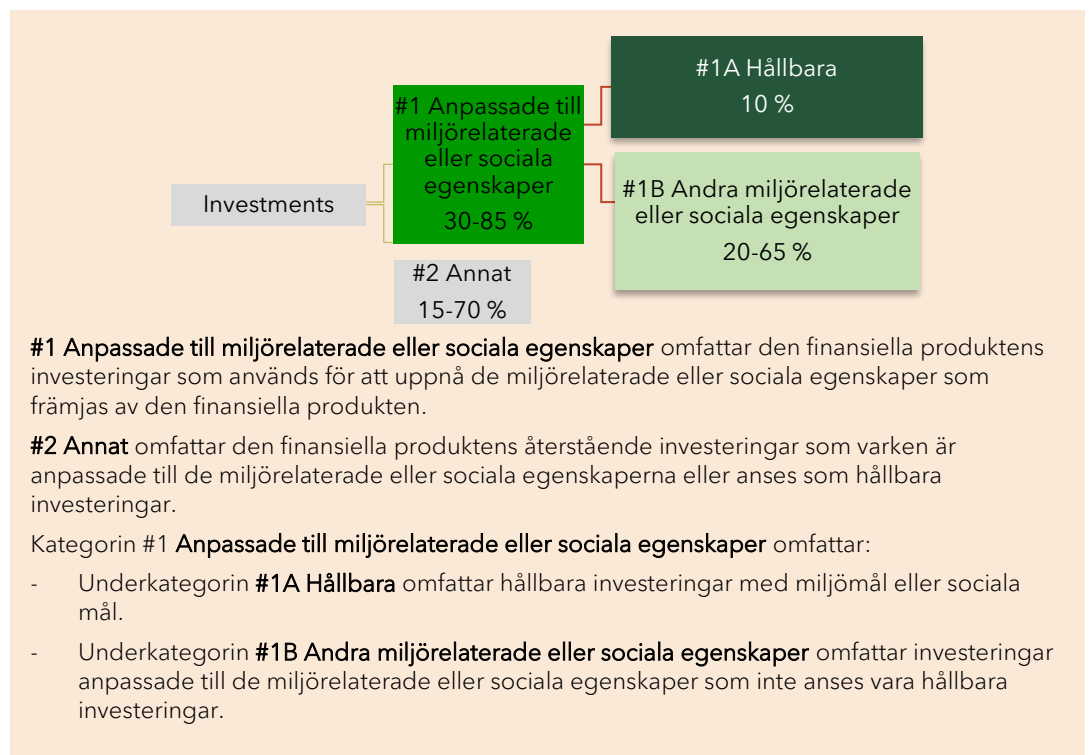 #1A Hållbara
10 %
#1 Anpassade till
miljörelaterade
eller sociala
egenskaper
30-85 %
#1B Andra miljörelaterade
eller sociala egenskaper
20-65 %
Investments
#2 Annat
15-70 %
#1 Anpassade till miljörelaterade eller sociala egenskaper omfattar den finansiella produktens
investeringar som används för att uppnå de miljörelaterade eller sociala egenskaper som
främjas av den finansiella produkten.
#2 Annat omfattar den finansiella produktens återstående investeringar som varken är
anpassade till de miljörelaterade eller sociala egenskaperna eller anses som hållbara
investeringar.
Kategorin #1 Anpassade till miljörelaterade eller sociala egenskaper omfattar:
- Underkategorin #1A Hållbara omfattar hållbara investeringar med miljömål eller sociala
mål.
- Underkategorin #1B Andra miljörelaterade eller sociala egenskaper omfattar investeringar
anpassade till de miljörelaterade eller sociala egenskaper som inte anses vara hållbara
investeringar.